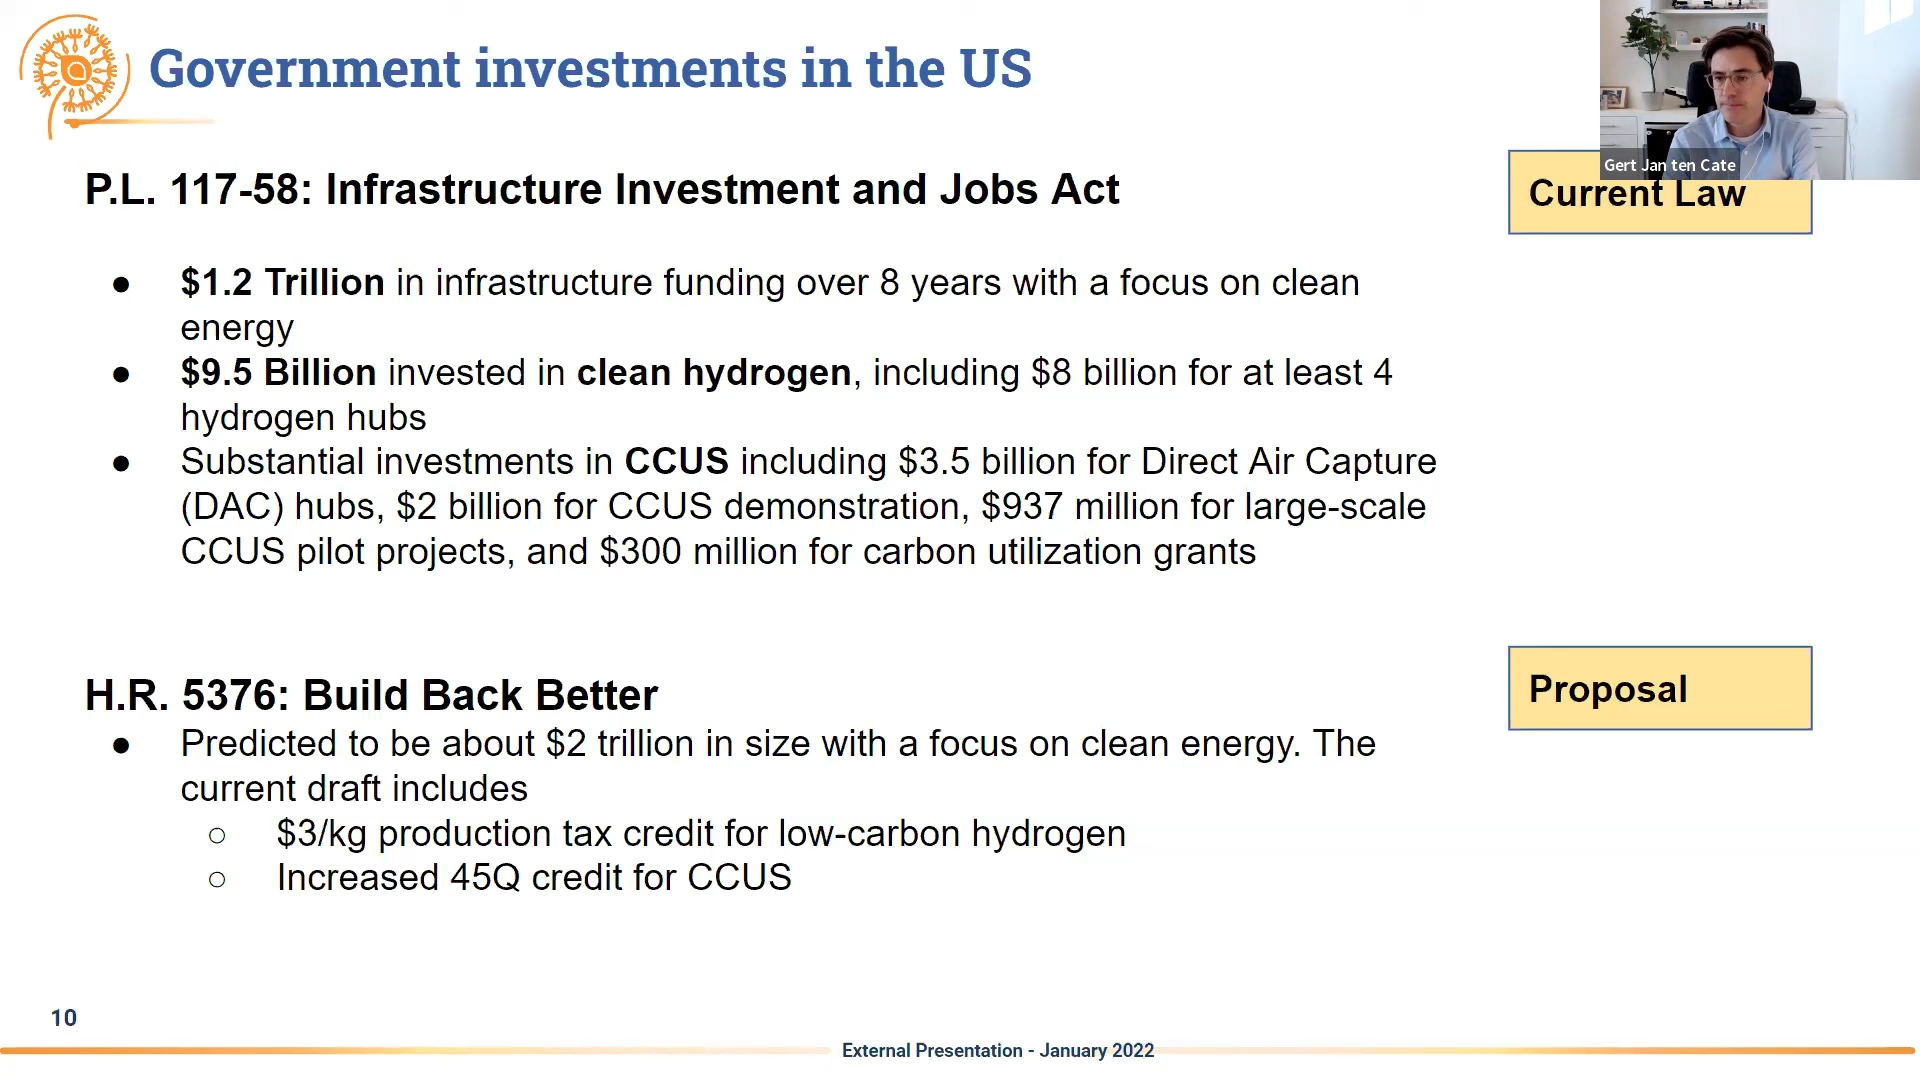 Government investments in the US
Gert Jan ten Cate
P.L. 117-58: Infrastructure Investment and Jobs Act
Current Law
● $1.2 Trillion in infrastructure funding over 8 years with a focus on clean
energy
● $9.5 Billion invested in clean hydrogen, including $8 billion for at least 4
hydrogen hubs
● Substantial investments in CCUS including $3.5 billion for Direct Air Capture
(DAC) hubs, $2 billion for CCUS demonstration, $937 million for large-scale
CCUS pilot projects, and $300 million for carbon utilization grants
H.R. 5376: Build Back Better
Proposal
● Predicted to be about $2 trillion in size with a focus on clean energy. The
current draft includes
○ $3/kg production tax credit for low-carbon hydrogen
○ Increased 45Q credit for CCUS
10
External Presentation - January 2022